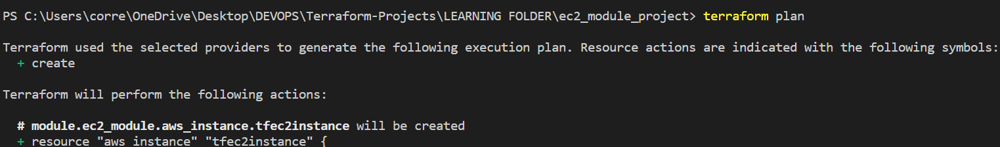 PS C:\Users\corre\OneDrive\Desktop\DEVOPS\Terraform-Projects\LEARNING FOLDER\ec2_module_project> terraform plan
Terraform used the selected providers to generate the following execution plan. Resource actions are indicated with the following symbols:
+ create
Terraform will perform the following actions:
# module.ec2_module.aws_instance.tfec2instance will be created
+ resource "aws_instance" "tfec2instance" {